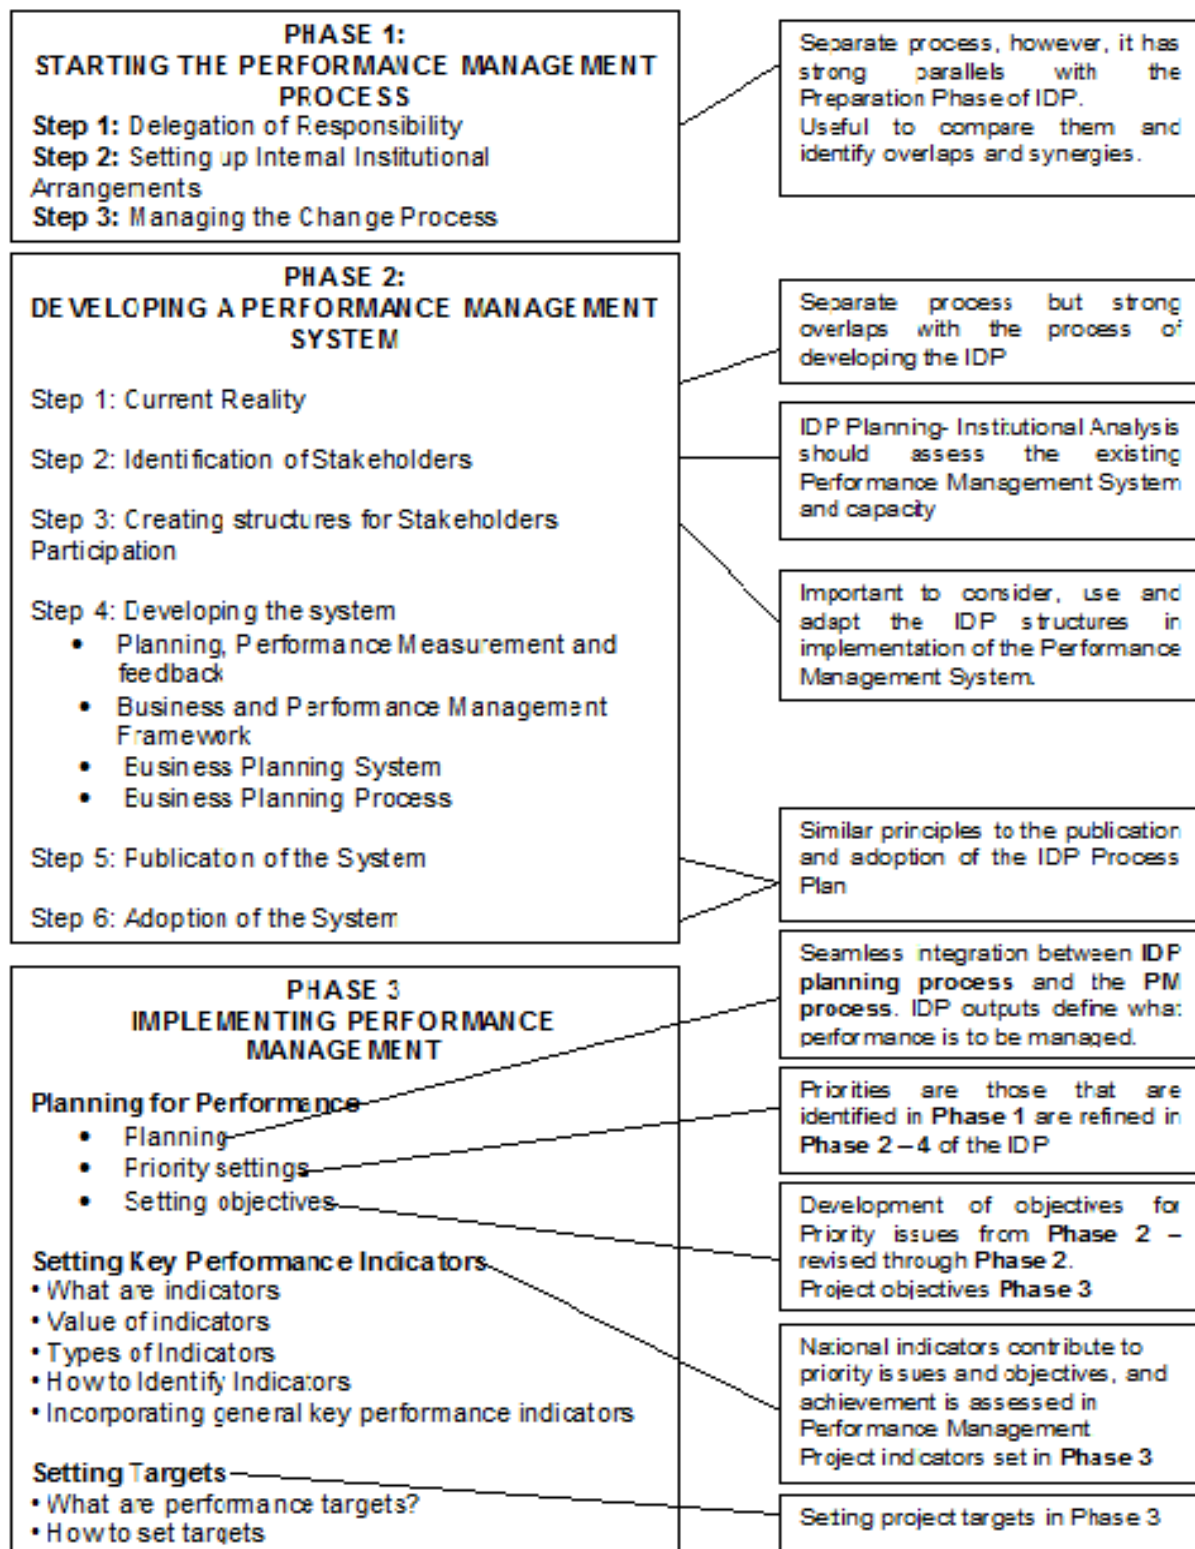 PHASE 1:
STARTING THE PERFORMANCE MANAGEMENT
PROCESS
Step 1: Delegation of Responsibility
Step 2: Setting up Internal Institutional
Arrangements
Step 3: Managing the Change Process
Separate process, however, it has
strong parallels with the
Preparation Phase of IDP.
Useful to compare them and
identify overlaps and synergies.
PHASE 2:
DEVELOPING A PERFORMANCE MANAGEMENT
SYSTEM
Step 1: Current Reality
Step 2: Identification of Stakeholders
Step 3: Creating structures for Stakeholders
Participation
Step 4: Developing the system
• Planning, Performance Measurement and
feedback
• Business and Performance Management
Framework
• Business Planning System
• Business Planning Process
Step 5: Publication of the System
Step 6: Adoption of the System
Separate process but strong
overlaps with the process of
developing the IDP
IDP Planning- Institutional Analysis
should assess the existing
Performance Management System
and capacity
Important to consider, use and
adapt the IDP structures in
implementation of the Performance
Management System.
Similar principles to the publication
and adoption of the IDP Process
Plan
PHASE 3
IMPLEMENTING PERFORMANCE
MANAGEMENT
Planning for Performance
• Planning
• Priority settings
• Setting objectives
Setting Key Performance Indicators
• What are indicators
• Value of indicators
• Types of Indicators
• How to Identify Indicators
• Incorporating general key performance indicators
Setting Targets
• What are performance targets?
• How to set targets
Seamless integration between IDP
planning process and the PM
process. IDP outputs define what
performance is to be managed.
Priorities are those that are
identified in Phase 1 are refined in
Phase 2 – 4 of the IDP
Development of objectives for
Priority issues from Phase 2 –
revised through Phase 2.
Project objectives Phase 3
National indicators contribute to
priority issues and objectives, and
achievement is assessed in
Performance Management
Project indicators set in Phase 3
Setting project targets in Phase 3